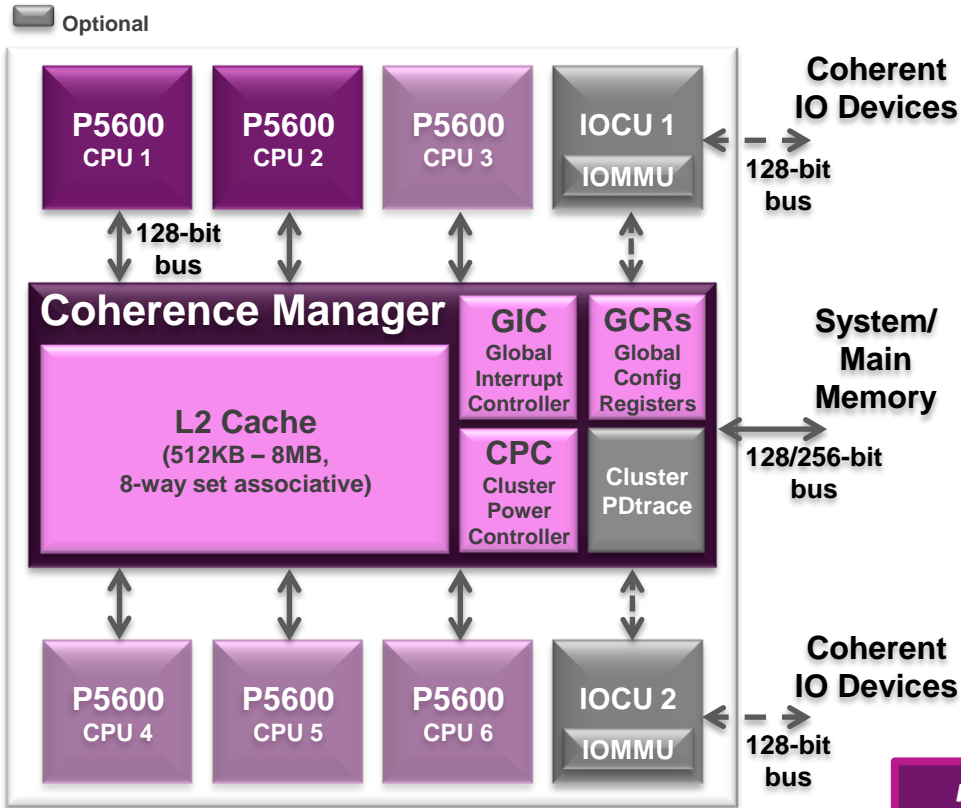 Optional
P5600
CPU 1
P5600
CPU 2
P5600
CPU 3
IOCU 1
IOMMU
Coherent
IO Devices
128-bit
bus
128-bit
bus
Coherence Manager
L2 Cache
(512KB – 8MB,
8-way set associative)
GIC
Global
Interrupt
Controller
GCRs
Global
Config
Registers
CPC
Cluster
Power
Controller
Cluster
PDtrace
System/
Main
Memory
128/256-bit
bus
P5600
CPU 4
P5600
CPU 5
P5600
CPU 6
IOCU 2
IOMMU
Coherent
IO Devices
128-bit
bus